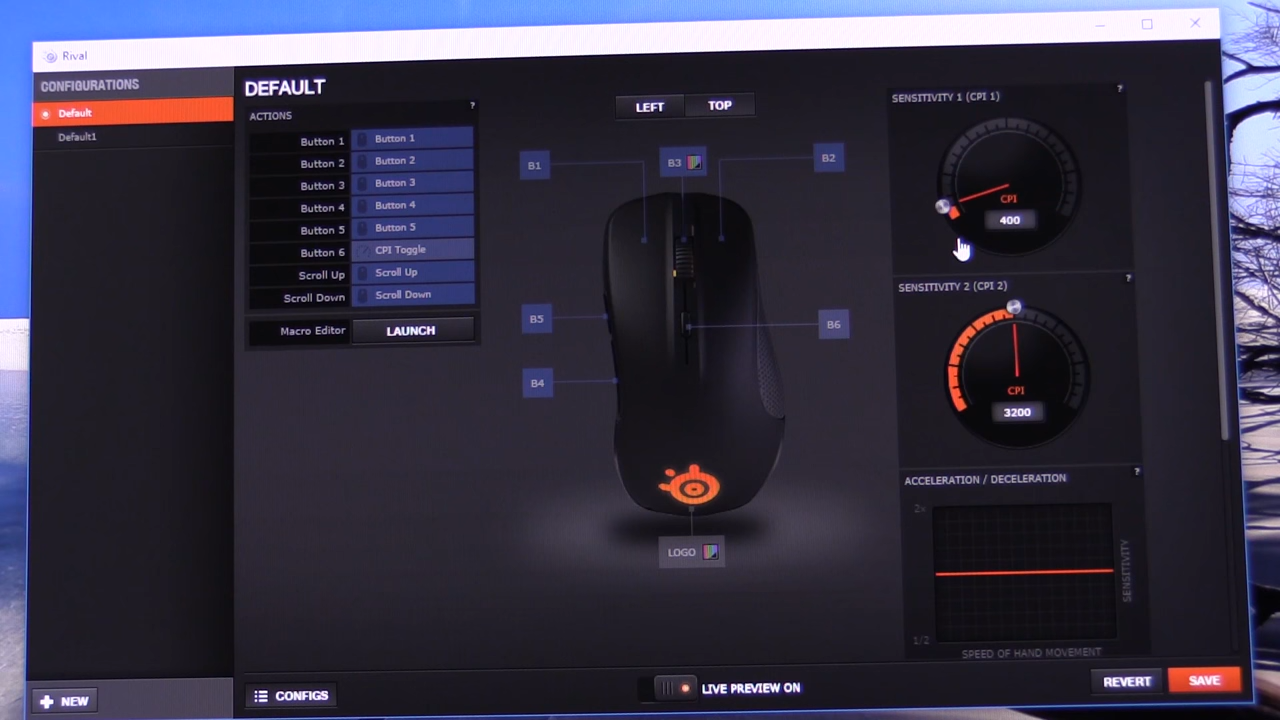 Rival
CONFIGURATIONS
Default
Default1
NEW
DEFAULT
ACTIONS
?
Button 1 Button 1
Button 2 Button 2
Button 3 Button 3
Button 4 Button 4
Button 5 Button 5
Button 6 CPI Toggle
Scroll Up Scroll Up
Scroll Down Scroll Down
Macro Editor LAUNCH
LEFT TOP
B1
B3
B2
B5
B6
B4
LOGO
SENSITIVITY 1 (CPI 1)
?
CPI
400
SENSITIVITY 2 (CPI 2)
?
CPI
3200
ACCELERATION / DECELERATION
?
2x
SENSITIVITY
1/2
SPEED OF HAND MOVEMENT
CONFIGS
LIVE PREVIEW ON
REVERT
SAVE